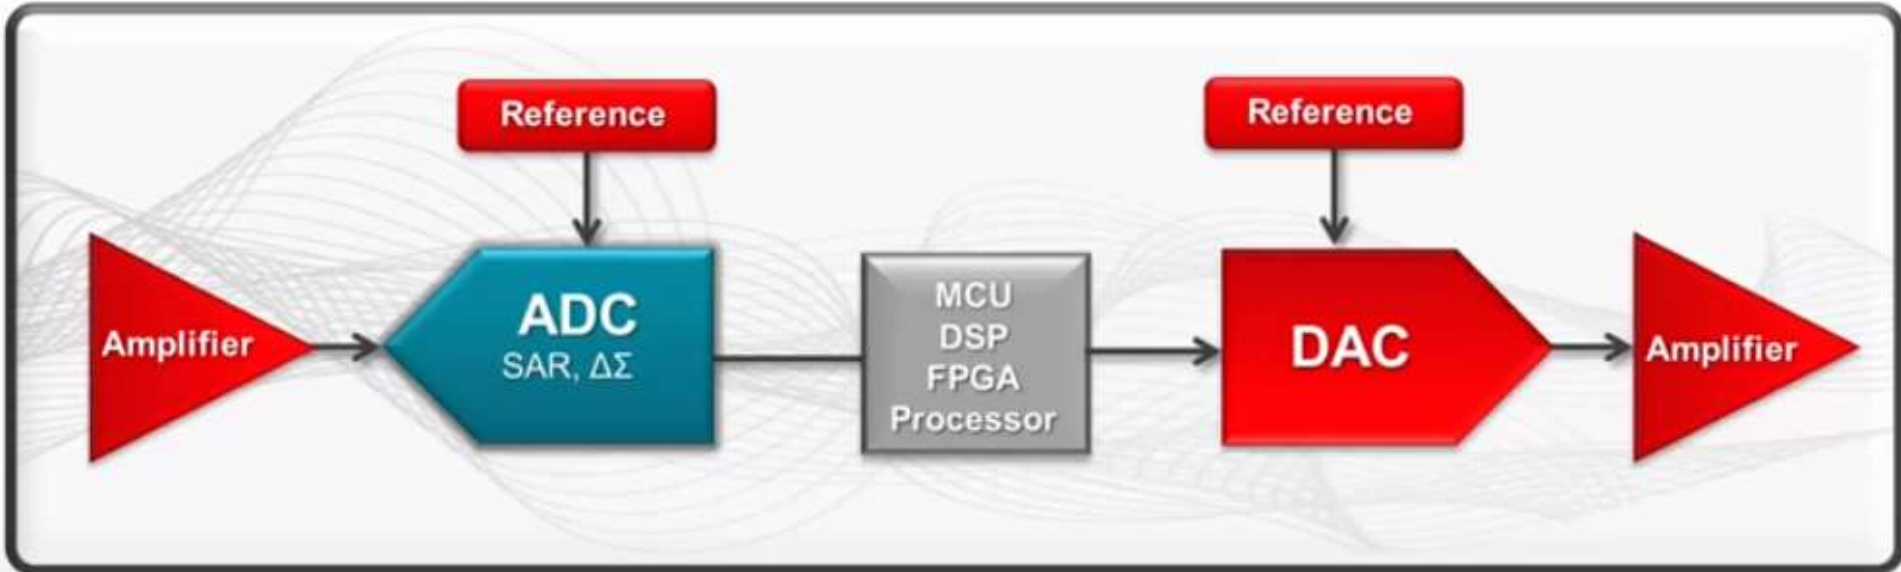 Reference
Reference
Amplifier
ADC
SAR, ΔΣ
MCU
DSP
FPGA
Processor
DAC
Amplifier